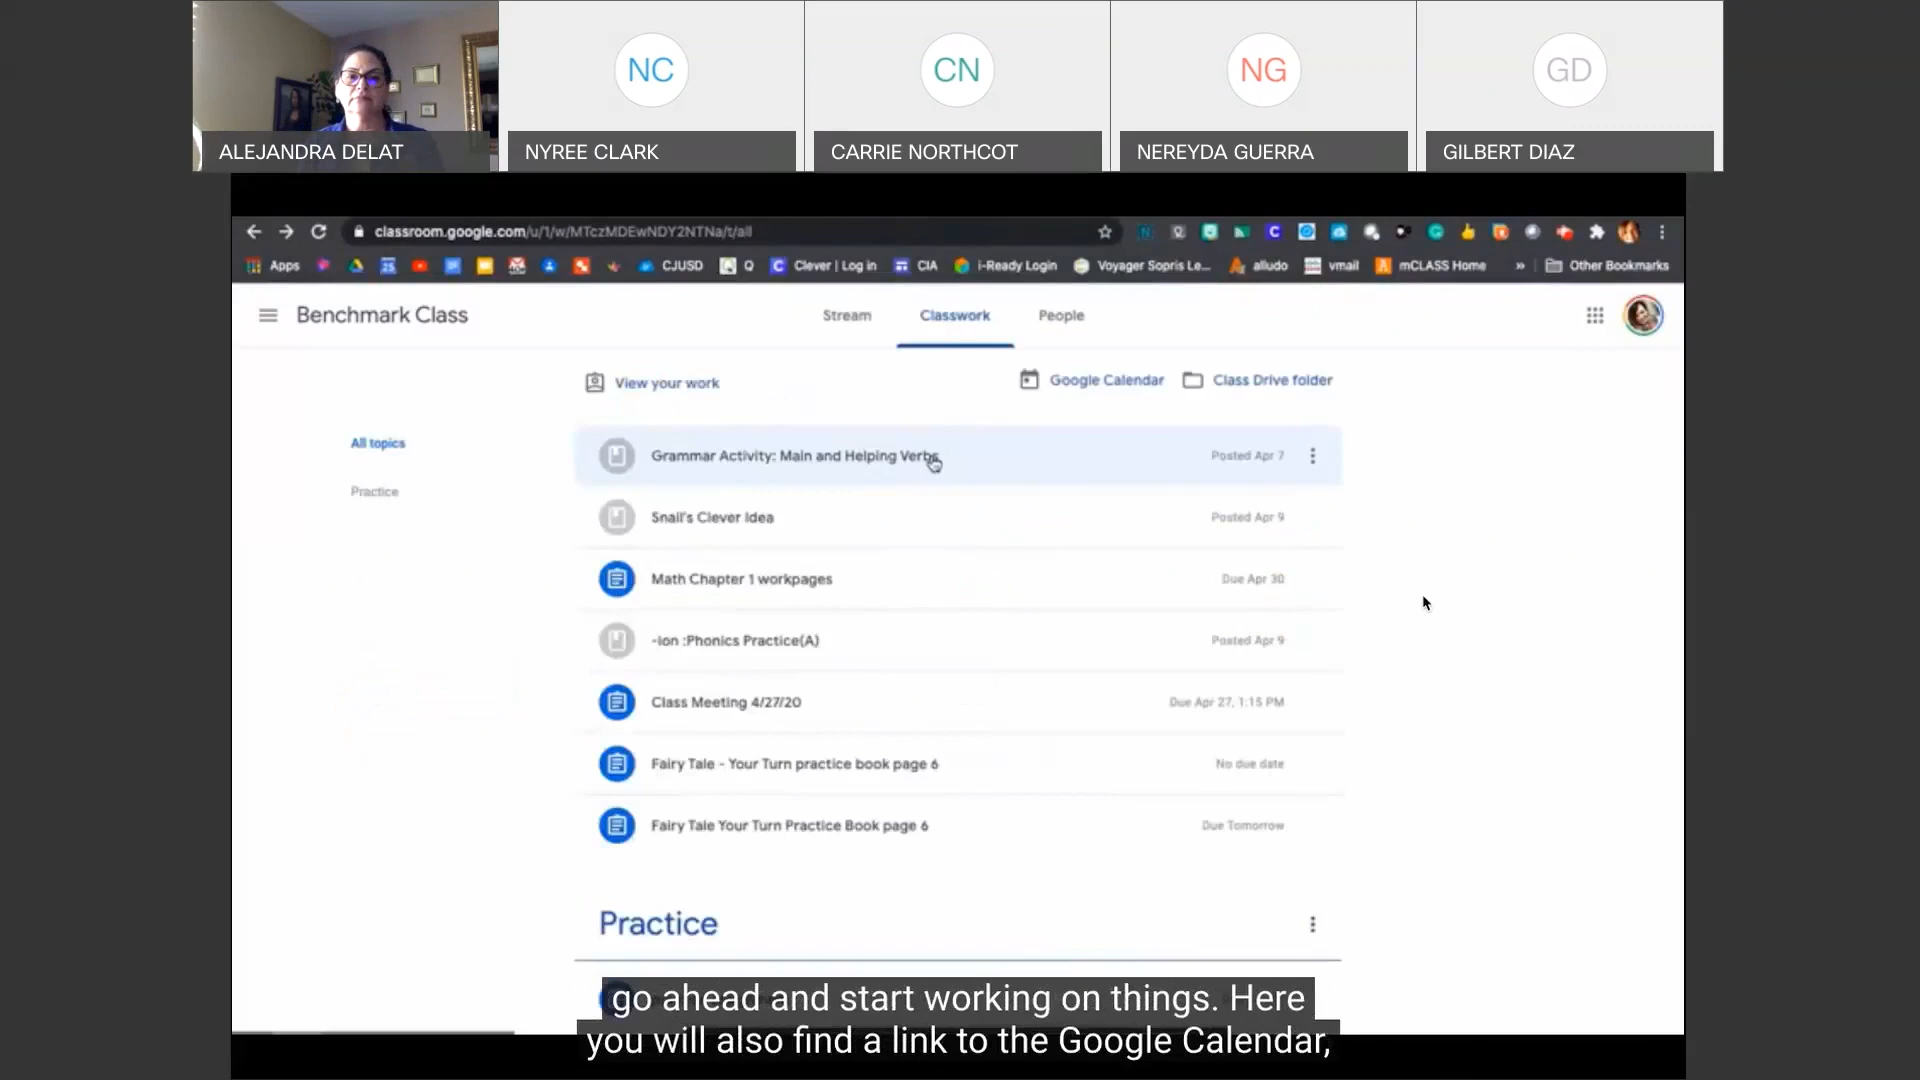 NC
CN
NG
GD
ALEJANDRA DELAT
NYREE CLARK
CARRIE NORTHCOT
NEREYDA GUERRA
GILBERT DIAZ
classroom.google.com/u/1/w/MTczMDEwNDY2NTNa/t/all
Apps
CJUSD
Q
Clever | Log in
CIA
i-Ready Login
Voyager Sopris Le...
alludo
vmail
mCLASS Home
»
Other Bookmarks
Benchmark Class
Stream
Classwork
People
View your work
Google Calendar
Class Drive folder
All topics
Practice
Grammar Activity: Main and Helping Verbs
Posted Apr 7
Snail's Clever Idea
Posted Apr 9
Math Chapter 1 workpages
Due Apr 30
-ion :Phonics Practice(A)
Posted Apr 9
Class Meeting 4/27/20
Due Apr 27, 1:15 PM
Fairy Tale - Your Turn practice book page 6
No due date
Fairy Tale Your Turn Practice Book page 6
Due Tomorrow
Practice
go ahead and start working on things. Here
you will also find a link to the Google Calendar,